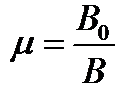 μ = B₀ / B